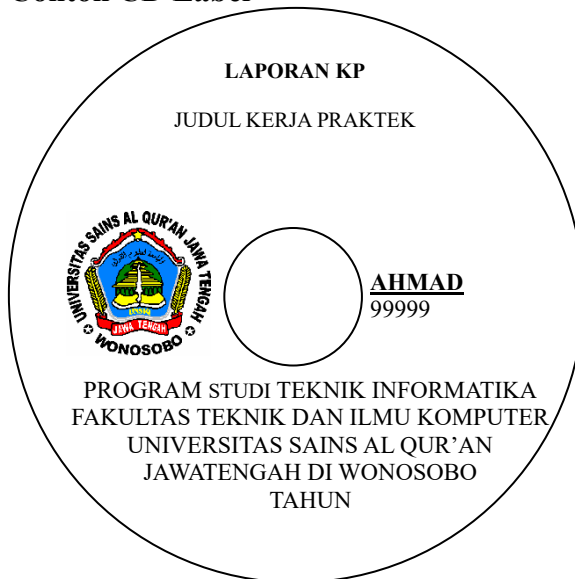 Contoh CD Label
LAPORAN KP
JUDUL KERJA PRAKTEK
UNIVERSITAS SAINS AL QUR'AN JAWA TENGAH
UNSIQ
JAWA TENGAH
WONOSOBO
AHMAD
99999
PROGRAM STUDI TEKNIK INFORMATIKA
FAKULTAS TEKNIK DAN ILMU KOMPUTER
UNIVERSITAS SAINS AL QUR’AN
JAWATENGAH DI WONOSOBO
TAHUN